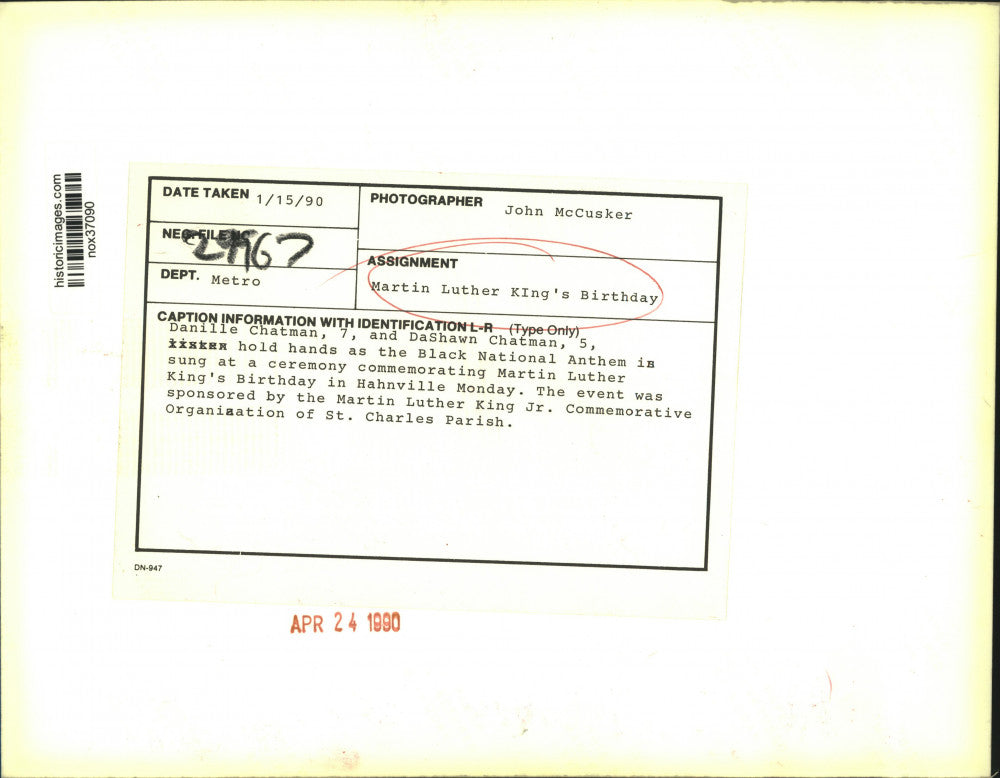 historicimages.com
nox37090
DATE TAKEN 1/15/90
PHOTOGRAPHER John McCusker
NEG. FILE
DEPT. Metro
ASSIGNMENT
Martin Luther KIng's Birthday
CAPTION INFORMATION WITH IDENTIFICATION L-R (Type Only)
Danille Chatman, 7, and DaShawn Chatman, 5,
hold hands as the Black National Anthem is
sung at a ceremony commemorating Martin Luther
King's Birthday in Hahnville Monday. The event was
sponsored by the Martin Luther King Jr. Commemorative
Organization of St. Charles Parish.
DN-947
APR 24 1990